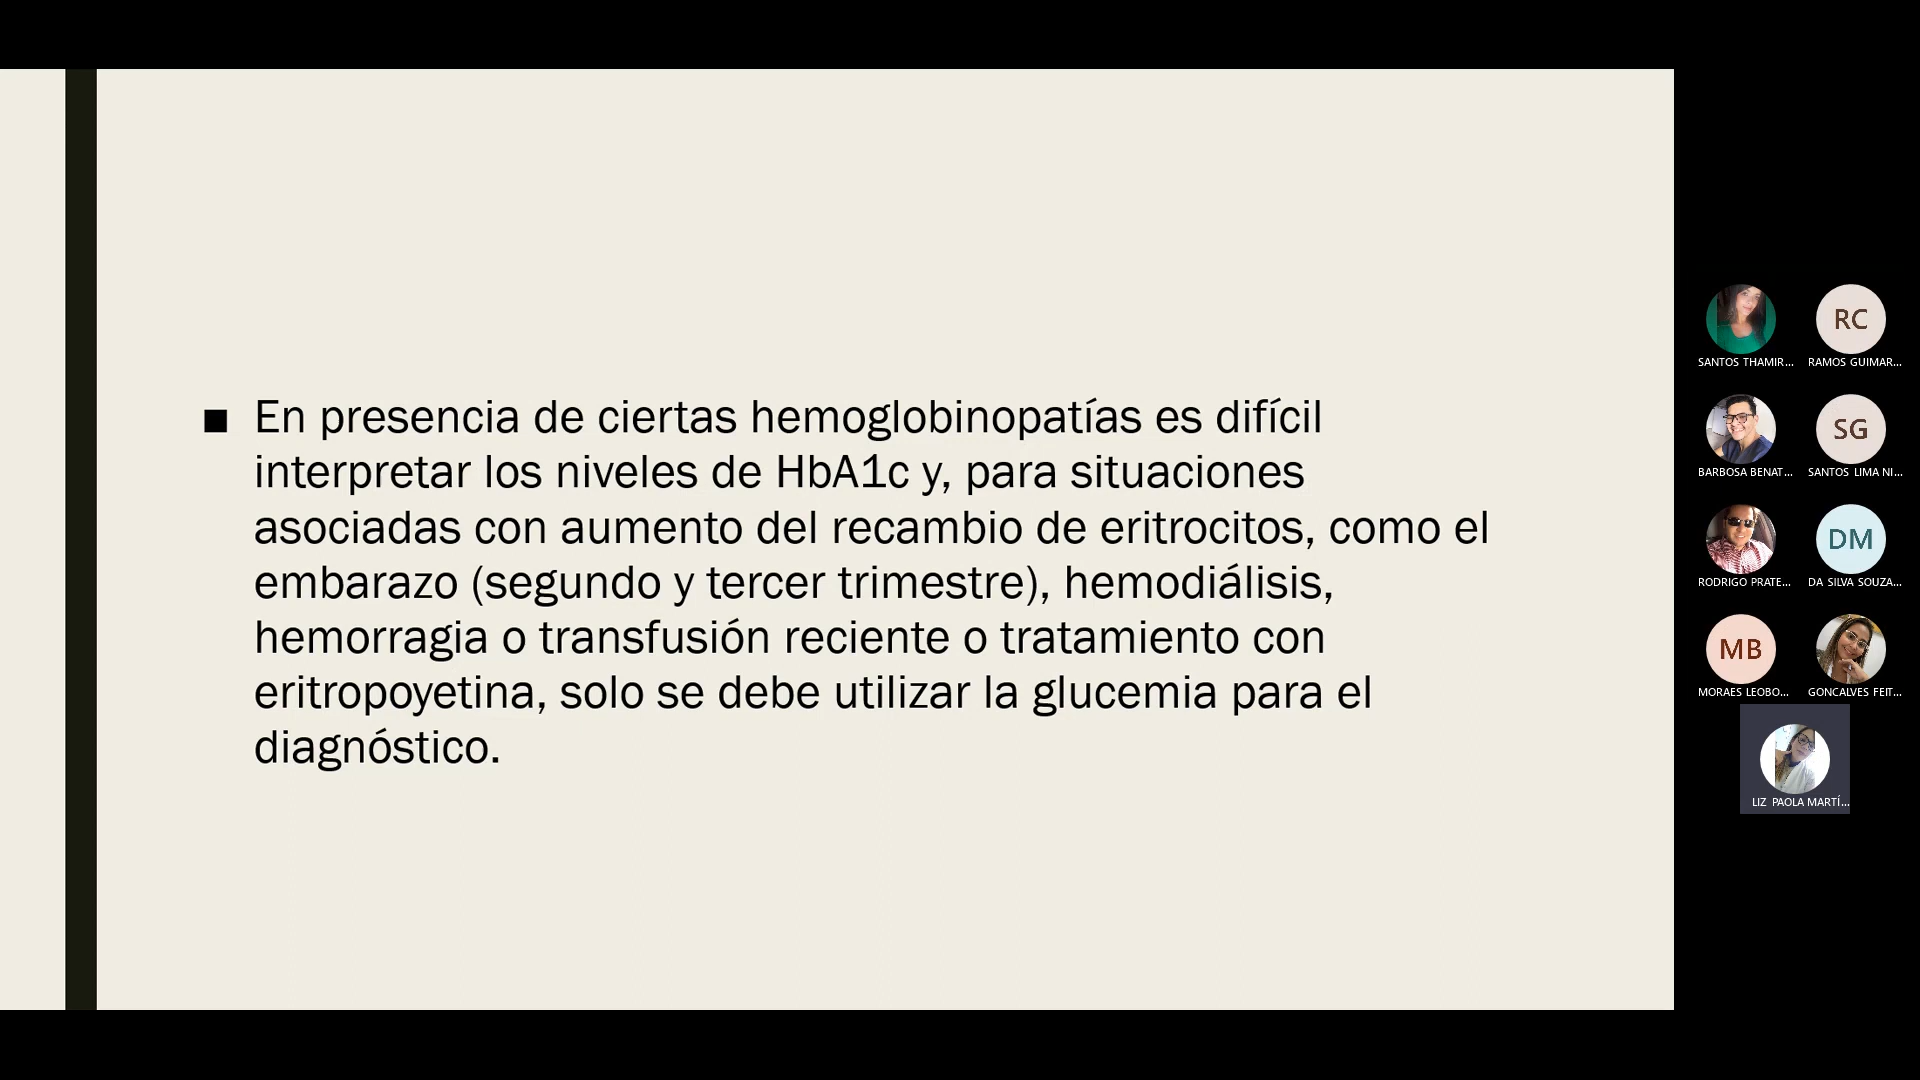 ■ En presencia de ciertas hemoglobinopatías es difícil
interpretar los niveles de HbA1c y, para situaciones
asociadas con aumento del recambio de eritrocitos, como el
embarazo (segundo y tercer trimestre), hemodiálisis,
hemorragia o transfusión reciente o tratamiento con
eritropoyetina, solo se debe utilizar la glucemia para el
diagnóstico.
RC
SANTOS THAMIR... RAMOS GUIMAR...
SG
BARBOSA BENAT... SANTOS LIMA NI...
DM
RODRIGO PRATE... DA SILVA SOUZA...
MB
MORAES LEOBO... GONCALVES FEIT...
LIZ PAOLA MARTÍ...